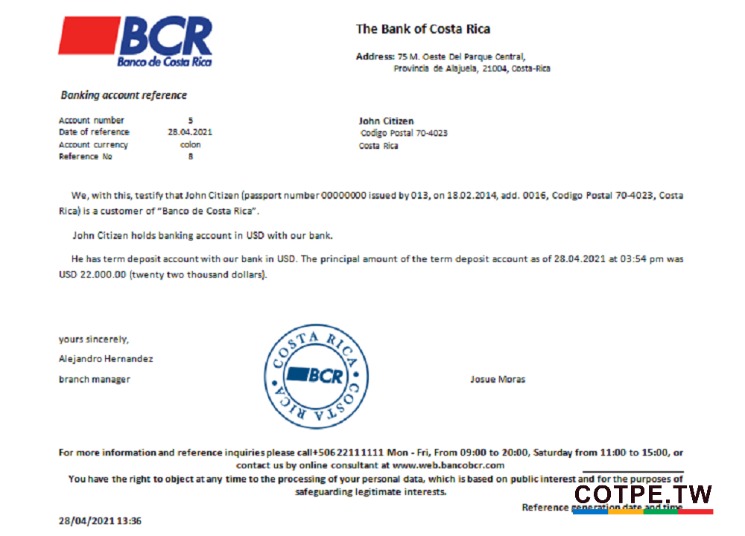 BCR
Banco de Costa Rica
The Bank of Costa Rica
Address: 75 M. Oeste Del Parque Central,
Provincia de Alajuela, 21004, Costa-Rica
Banking account reference
Account number 5
Date of reference 28.04.2021
Account currency colon
Reference No 8
John Citizen
Codigo Postal 70-4023
Costa Rica
We, with this, testify that John Citizen (passport number 00000000 issued by 013, on 18.02.2014, add. 0016, Codigo Postal 70-4023, Costa
Rica) is a customer of "Banco de Costa Rica".
John Citizen holds banking account in USD with our bank.
He has term deposit account with our bank in USD. The principal amount of the term deposit account as of 28.04.2021 at 03:54 pm was
USD 22.000.00 (twenty two thousand dollars).
yours sincerely,
Alejandro Hernandez
branch manager
COSTA RICA
BCR
COSTA RICA
Josue Moras
For more information and reference inquiries please call+506 2211 1111 Mon - Fri, From 09:00 to 20:00, Saturday from 11:00 to 15:00, or
contact us by online consultant at www.web.bancobcr.com
You have the right to object at any time to the processing of your personal data, which is based on public interest and for the purposes of
safeguarding legitimate interests.
COTPE.TW
Reference generation date and time
28/04/2021 13:36